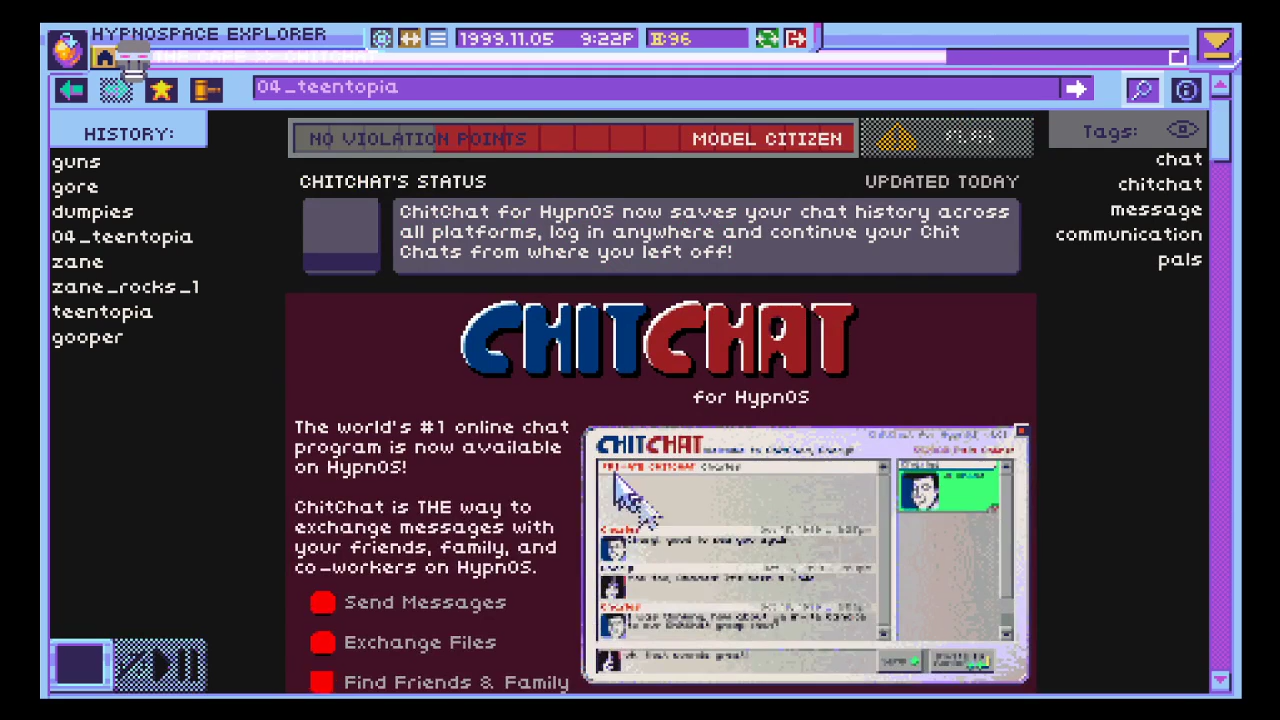 HYPNOSPACE EXPLORER
1999.11.05 9:22P
:96
THE CAFE // CHITCHAT
04_teentopia
HISTORY:
guns
gore
dumpies
04_teentopia
zane
zane_rocks_1
teentopia
gooper
NO VIOLATION POINTS
MODEL CITIZEN
CHITCHAT'S STATUS
UPDATED TODAY
ChitChat for HypnOS now saves your chat history across
all platforms, log in anywhere and continue your Chit
Chats from where you left off!
CHITCHAT
for HypnOS
The world's #1 online chat
program is now available
on HypnOS!
ChitChat is THE way to
exchange messages with
your friends, family, and
co-workers on HypnOS.
Send Messages
Exchange Files
Find Friends & Family
CHITCHAT
Charles
Tags:
chat
chitchat
message
communication
pals